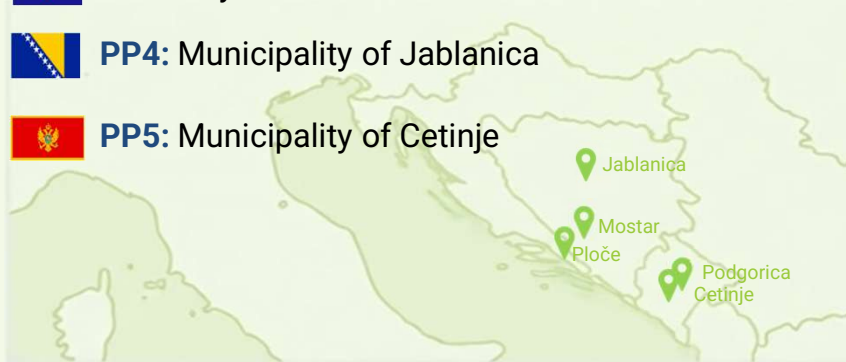 PP4: Municipality of Jablanica
PP5: Municipality of Cetinje
Jablanica
Mostar
Ploče
Podgorica
Cetinje